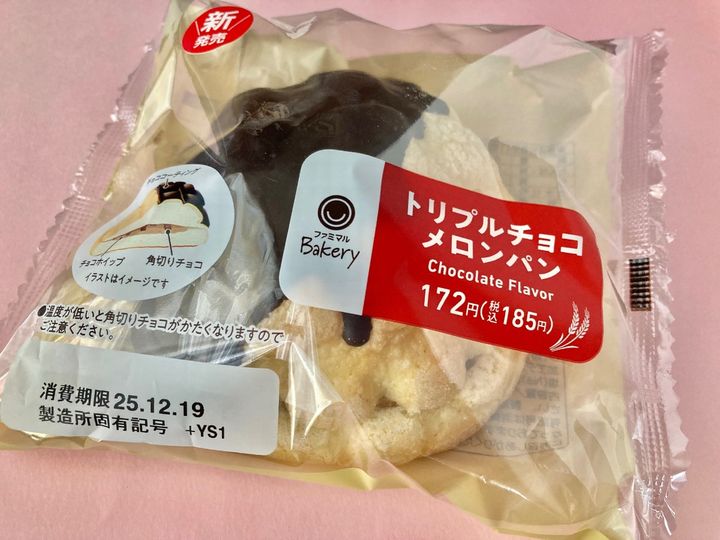 新
発売
チョココーティング
チョコホイップ 角切りチョコ
イラストはイメージです
ファミマル
Bakery
トリプルチョコ
メロンパン
Chocolate Flavor
172円(税込185円)
●温度が低いと角切りチョコがかたくなりますので
ご注意ください。
消費期限 25.12.19
製造所固有記号 +YS1